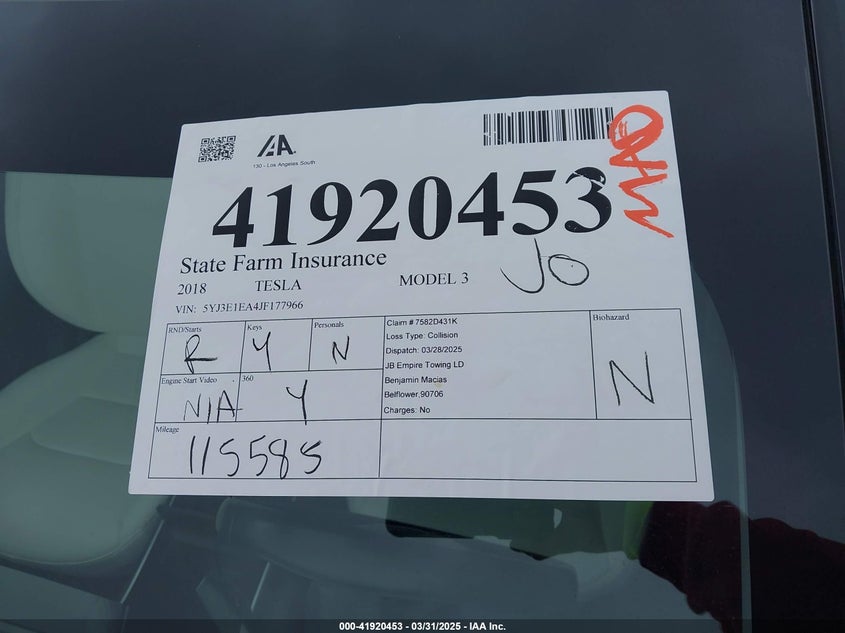 IAA.
130 - Los Angeles South
41920453
State Farm Insurance
JO
2018 TESLA MODEL 3
VIN: 5YJ3E1EA4JF177966
RND/Starts
R
Keys
Y
Personals
N
Claim # 7582D431K
Loss Type: Collision
Dispatch: 03/28/2025
JB Empire Towing LD
Benjamin Macias
Belflower,90706
Charges: No
Biohazard
N
Engine Start Video
N/A
360
Y
Mileage
115585
000-41920453 - 03/31/2025 - IAA Inc.